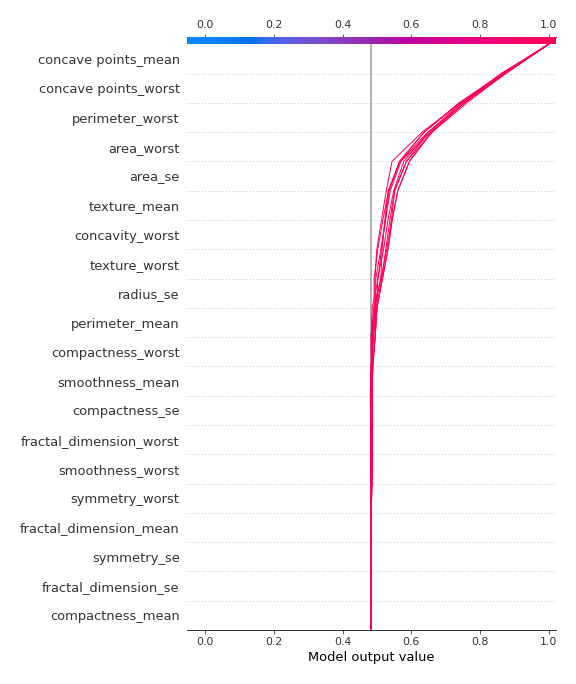 0.0 0.2 0.4 0.6 0.8 1.0
concave points_mean
concave points_worst
perimeter_worst
area_worst
area_se
texture_mean
concavity_worst
texture_worst
radius_se
perimeter_mean
compactness_worst
smoothness_mean
compactness_se
fractal_dimension_worst
smoothness_worst
symmetry_worst
fractal_dimension_mean
symmetry_se
fractal_dimension_se
compactness_mean
0.0 0.2 0.4 0.6 0.8 1.0
Model output value